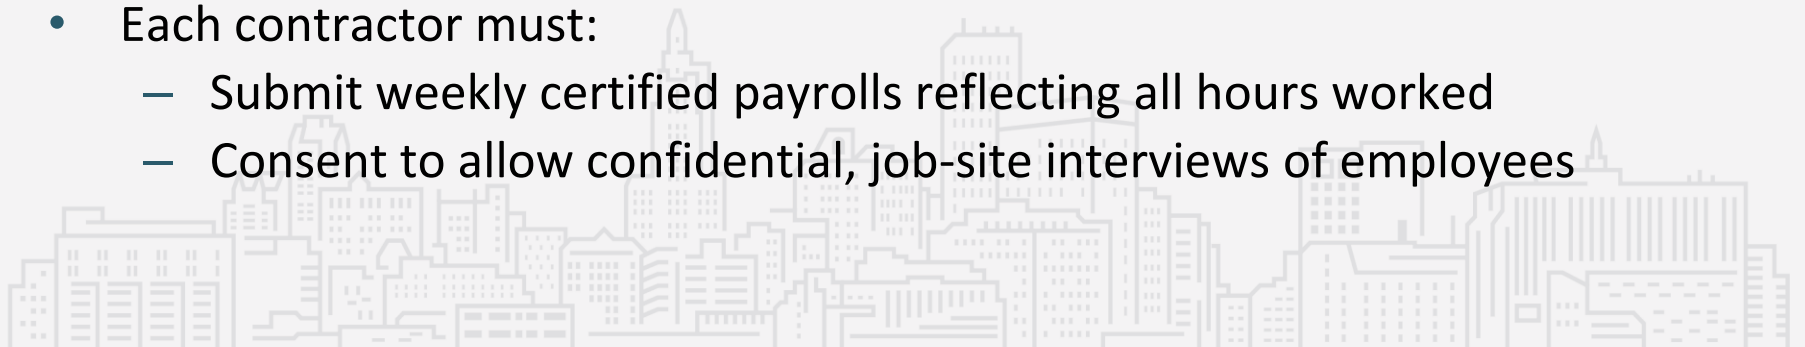 • Each contractor must:
– Submit weekly certified payrolls reflecting all hours worked
– Consent to allow confidential, job-site interviews of employees